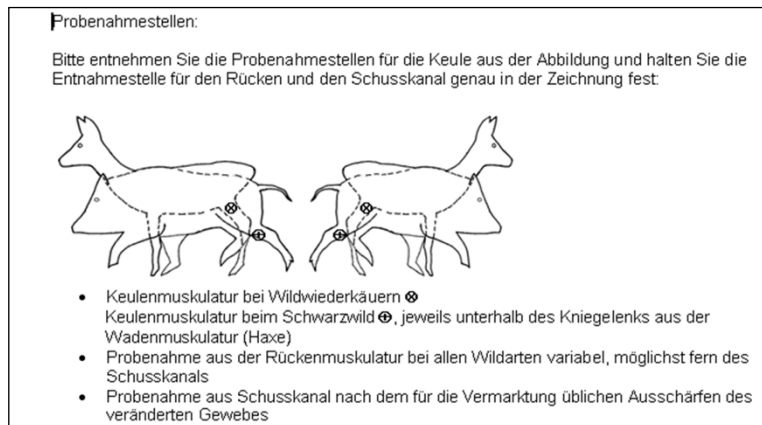 Probenahmestellen:
Bitte entnehmen Sie die Probenahmestellen für die Keule aus der Abbildung und halten Sie die
Entnahmestelle für den Rücken und den Schusskanal genau in der Zeichnung fest:
• Keulenmuskulatur bei Wildwiederkäuern ⊗
Keulenmuskulatur beim Schwarzwild ⊕, jeweils unterhalb des Kniegelenks aus der
Wadenmuskulatur (Haxe)
• Probenahme aus der Rückenmuskulatur bei allen Wildarten variabel, möglichst fern des
Schusskanals
• Probenahme aus Schusskanal nach dem für die Vermarktung üblichen Ausschärfen des
veränderten Gewebes